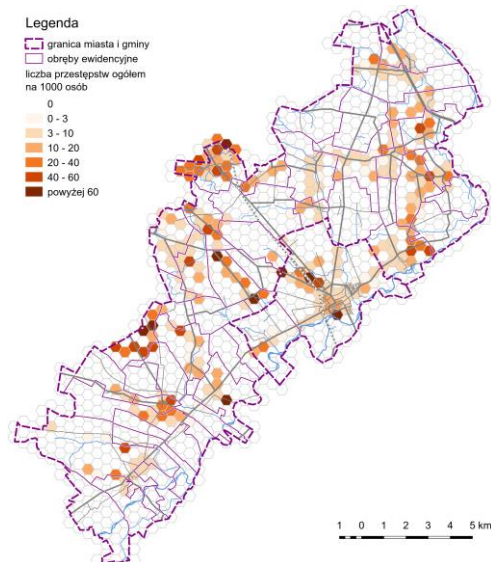 Legenda
granica miasta i gminy
obręby ewidencyjne
liczba przestępstw ogółem
na 1000 osób
0
0 - 3
3 - 10
10 - 20
20 - 40
40 - 60
powyżej 60
1 0 1 2 3 4 5 km